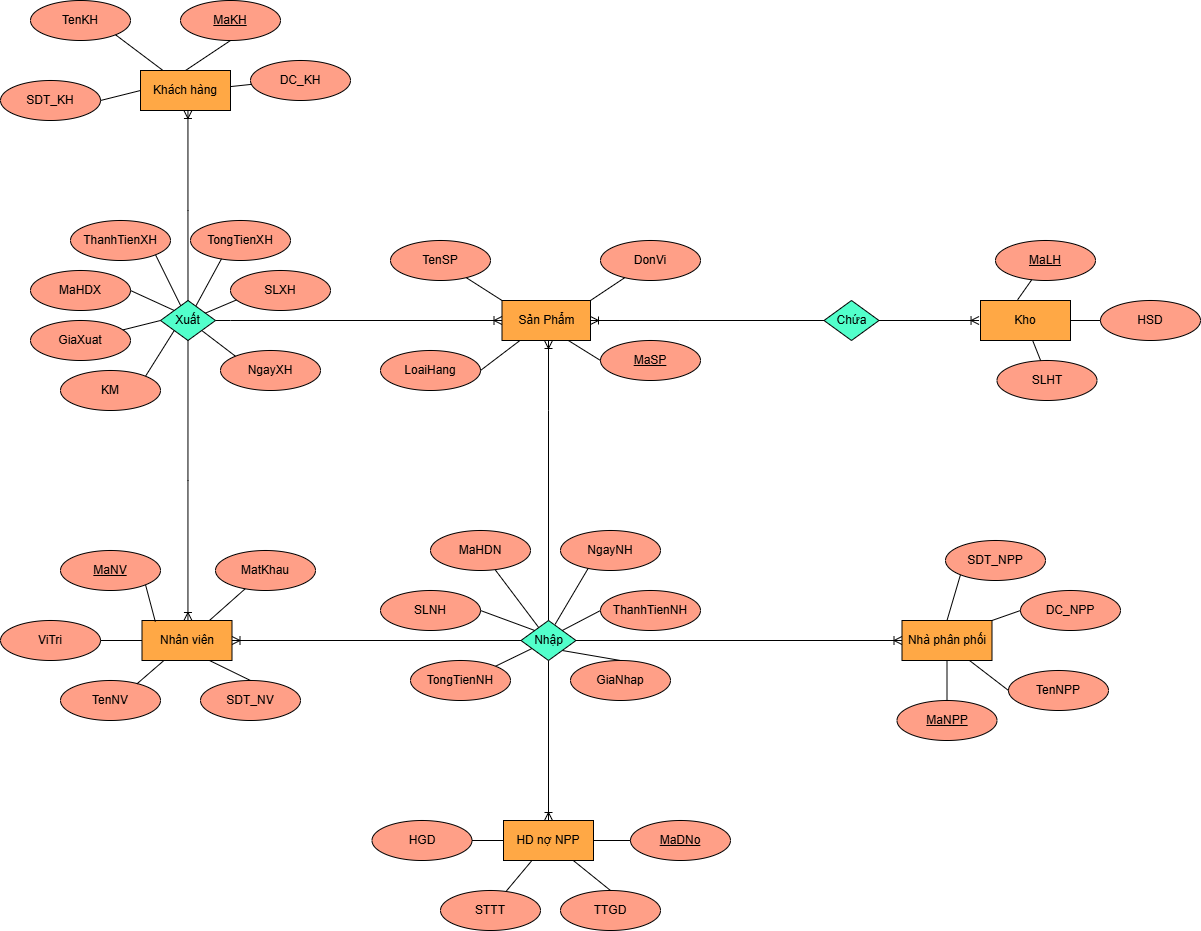 TenKH
MaKH
SDT_KH
Khách hàng
DC_KH
ThanhTienXH
TongTienXH
MaHDX
SLXH
Xuất
GiaXuat
KM
NgayXH
TenSP
DonVi
Sản Phẩm
LoaiHang
MaSP
Chứa
MaLH
Kho
HSD
SLHT
MaNV
MatKhau
ViTri
Nhân viên
TenNV
SDT_NV
MaHDN
NgayNH
SLNH
ThanhTienNH
Nhập
TongTienNH
GiaNhap
SDT_NPP
DC_NPP
Nhà phân phối
TenNPP
MaNPP
HGD
HD nợ NPP
MaDNo
STTT
TTGD